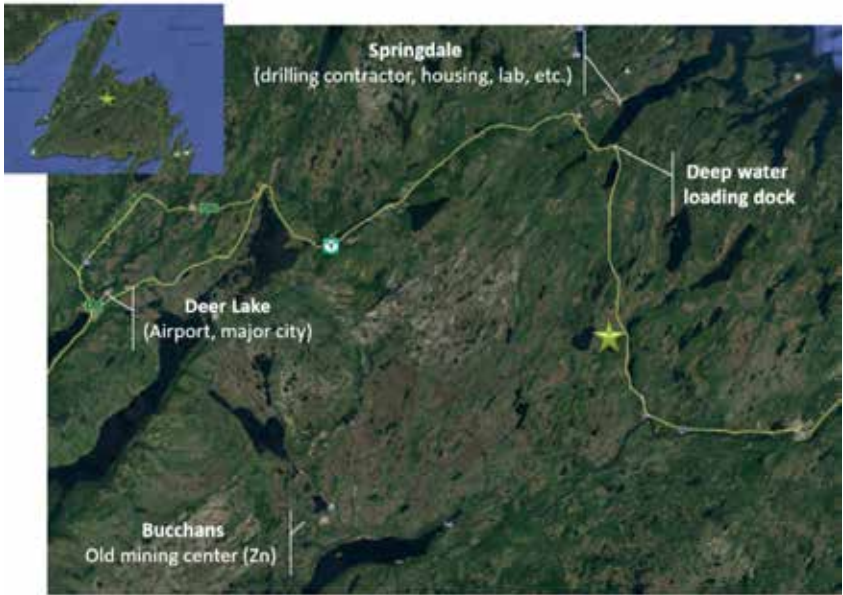 Springdale
(drilling contractor, housing, lab, etc.)
Deep water
loading dock
1
Deer Lake
(Airport, major city)
Bucchans
Old mining center (Zn)